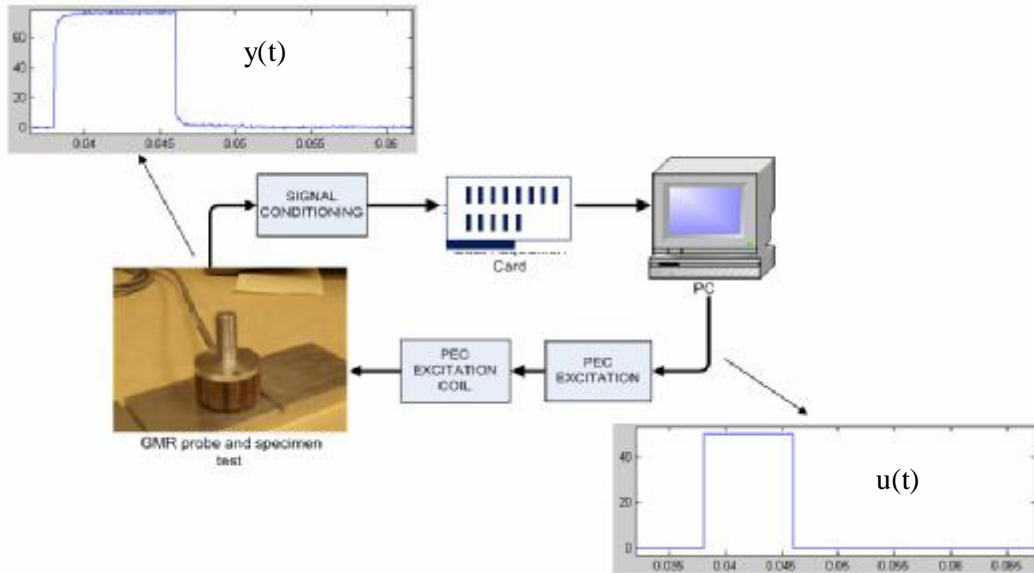 y(t)
60
40
20
0
0.04
0.045
0.05
0.055
0.06
SIGNAL
CONDITIONING
Card
PC
PEC
EXCITATION
COIL
PEC
EXCITATION
GMR probe and specimen
test
u(t)
40
20
0
0.035
0.04
0.045
0.05
0.055
0.06
0.065